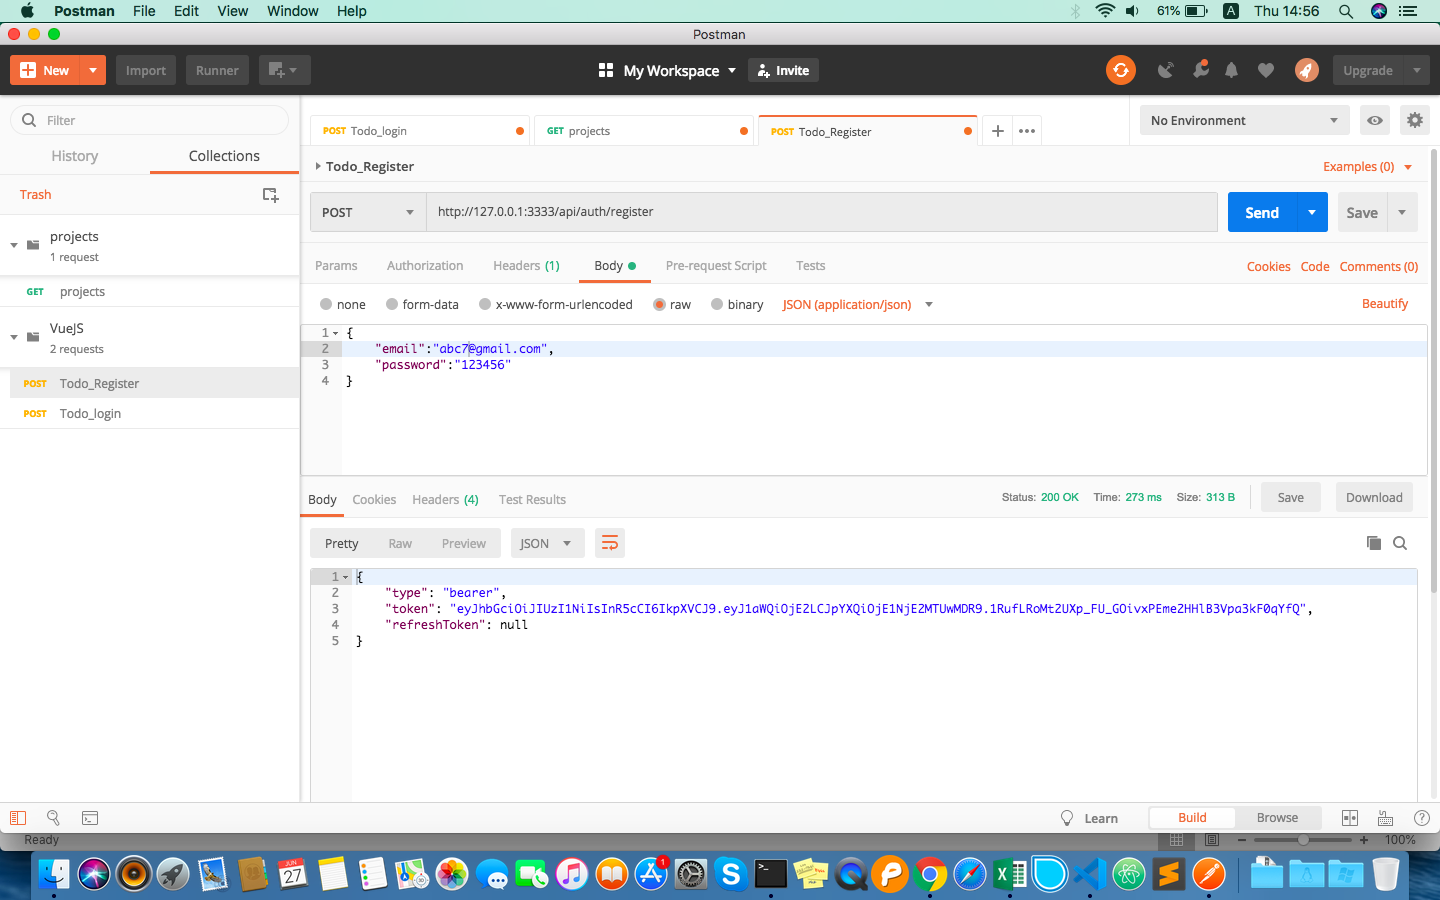 Postman File Edit View Window Help 61% A Thu 14:56
Postman
New Import Runner My Workspace Invite Upgrade
Filter
History Collections
Trash
projects
1 request
GET projects
VueJS
2 requests
POST Todo_Register
POST Todo_login
POST Todo_login GET projects POST Todo_Register No Environment
Todo_Register Examples (0)
POST http://127.0.0.1:3333/api/auth/register Send Save
Params Authorization Headers (1) Body Pre-request Script Tests Cookies Code Comments (0)
none form-data x-www-form-urlencoded raw binary JSON (application/json) Beautify
1 {
2 "email":"abc7@gmail.com",
3 "password":"123456"
4 }
Body Cookies Headers (4) Test Results Status: 200 OK Time: 273 ms Size: 313 B Save Download
Pretty Raw Preview JSON
1 {
2 "type": "bearer",
3 "token": "eyJhbGciOiJIUzI1NiIsInR5cCI6IkpXVCJ9.eyJ1aWQiOjE2LCJpYXQiOjE1NjE2MTUwMDR9.1RufLRoMt2UXp_FU_GOivxPEme2HHlB3Vpa3kF0qYfQ",
4 "refreshToken": null
5 }
Learn Build Browse
Ready 100%
JUN
27
1